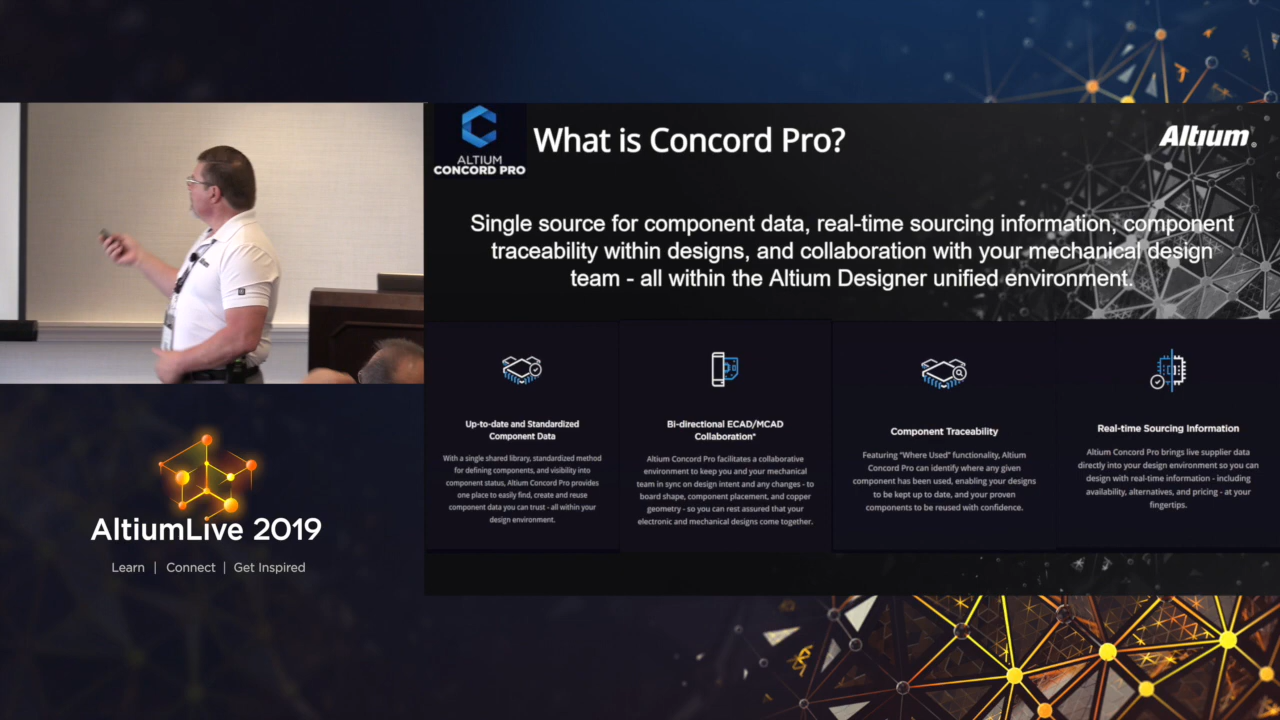 ALTIUM
CONCORD PRO
What is Concord Pro?
Altıum®
Single source for component data, real-time sourcing information, component
traceability within designs, and collaboration with your mechanical design
team - all within the Altium Designer unified environment.
Up-to-date and Standardized
Component Data
With a single shared library, standardized method
for defining components, and visibility into
component status, Altium Concord Pro provides
one place to easily find, create and reuse
component data you can trust - all within your
design environment.
Bi-directional ECAD/MCAD
Collaboration*
Altium Concord Pro facilitates a collaborative
environment to keep you and your mechanical
team in sync on design intent and any changes - to
board shape, component placement, and copper
geometry - so you can rest assured that your
electronic and mechanical designs come together.
Component Traceability
Featuring "Where Used" functionality, Altium
Concord Pro can identify where any given
component has been used, enabling your designs
to be kept up to date, and your proven
components to be reused with confidence.
Real-time Sourcing Information
Altium Concord Pro brings live supplier data
directly into your design environment so you can
design with real-time information - including
availability, alternatives, and pricing - at your
fingertips.
AltiumLive 2019
Learn | Connect | Get Inspired